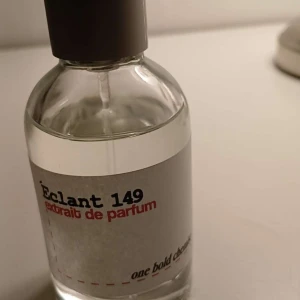 Eclant 149
extrait de parfum
one bold